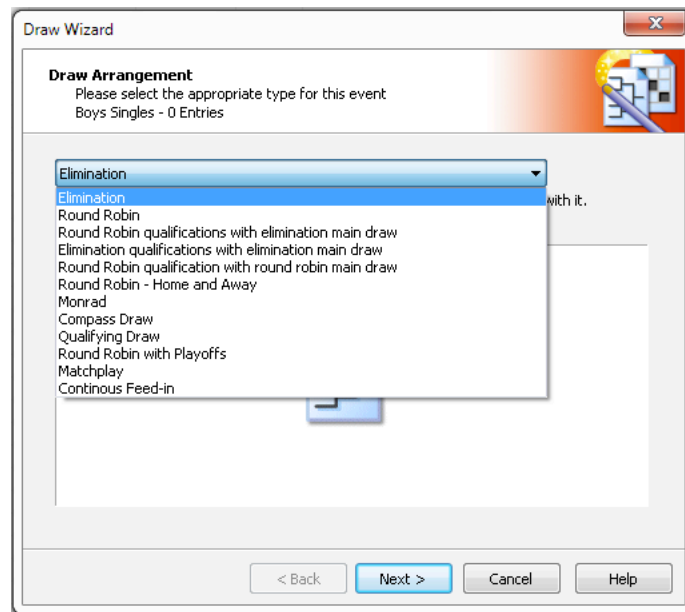 Draw Wizard
Draw Arrangement
Please select the appropriate type for this event
Boys Singles - 0 Entries
Elimination
Elimination
with it.
Round Robin
Round Robin qualifications with elimination main draw
Elimination qualifications with elimination main draw
Round Robin qualification with round robin main draw
Round Robin - Home and Away
Monrad
Compass Draw
Qualifying Draw
Round Robin with Playoffs
Matchplay
Continous Feed-in
< Back Next > Cancel Help